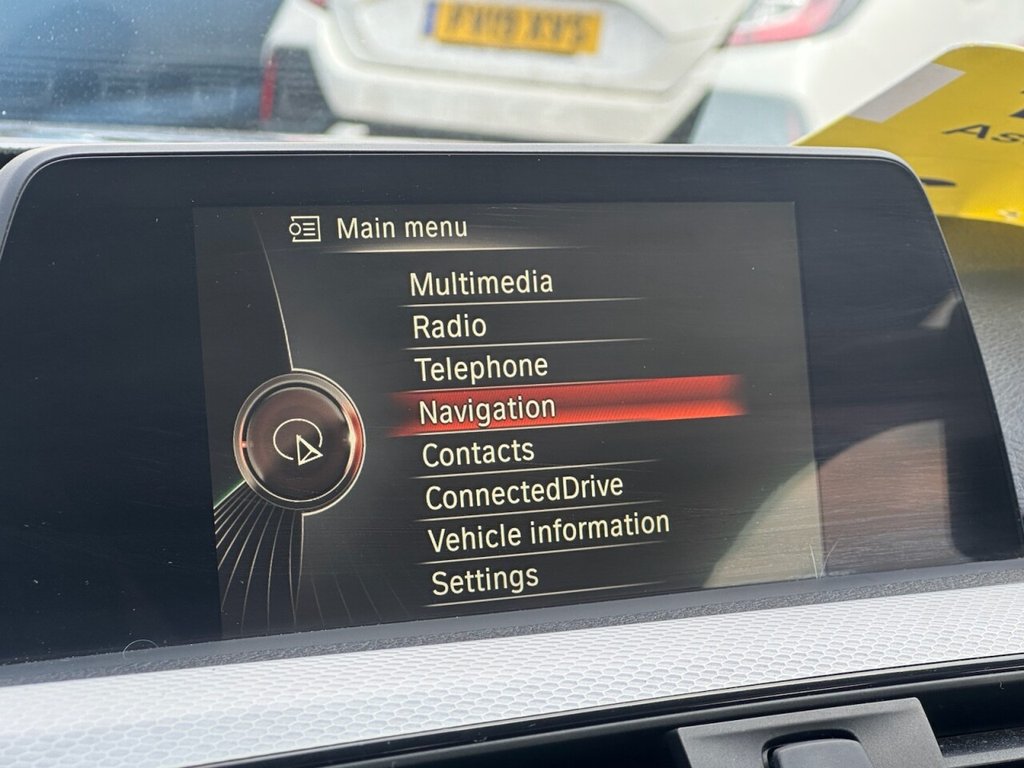 Main menu
Multimedia
Radio
Telephone
Navigation
Contacts
ConnectedDrive
Vehicle information
Settings